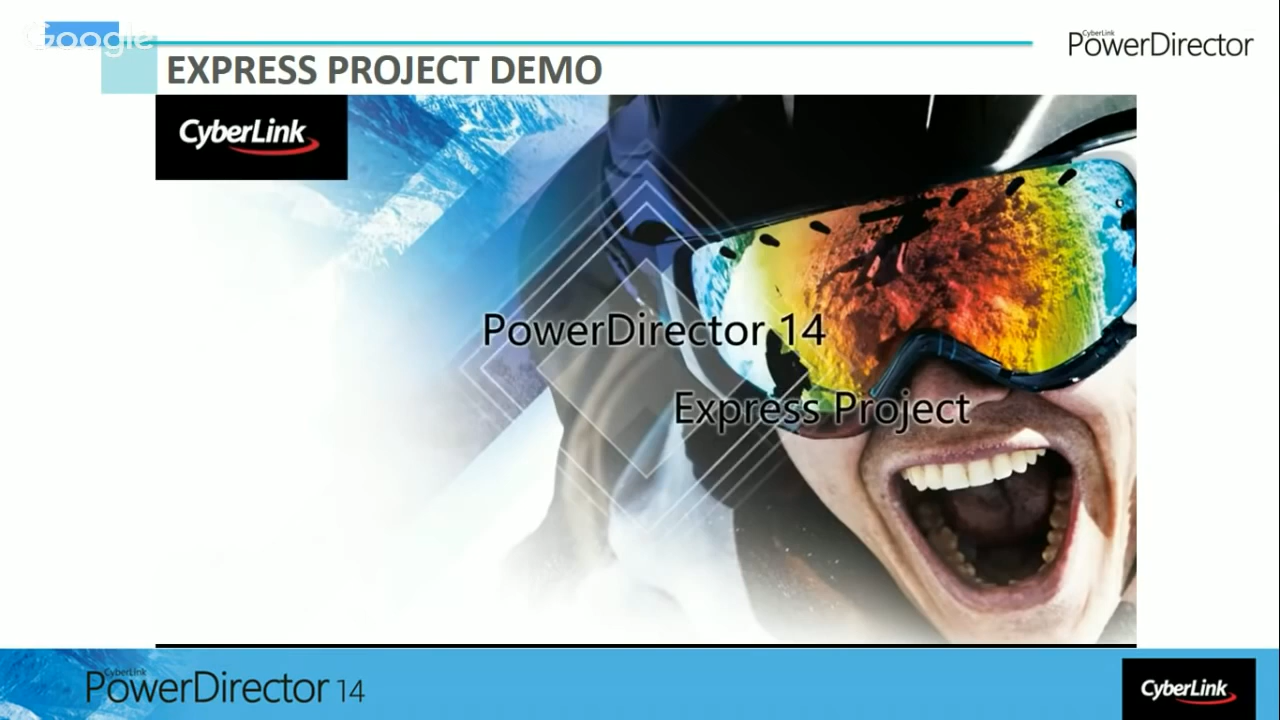 Google
CyberLink
PowerDirector
EXPRESS PROJECT DEMO
CyberLink
PowerDirector 14
Express Project
CyberLink
PowerDirector 14
CyberLink